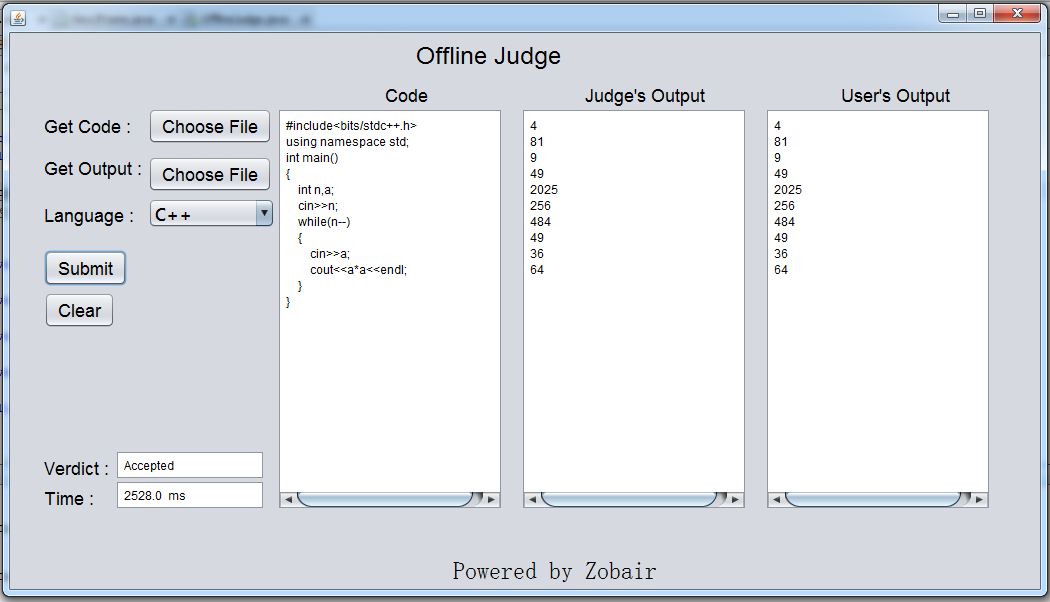 Offline Judge
Code
Judge's Output
User's Output
Get Code :
Choose File
Get Output :
Choose File
Language :
C++
Submit
Clear
#include<bits/stdc++.h>
using namespace std;
int main()
{
    int n,a;
    cin>>n;
    while(n--)
    {
        cin>>a;
        cout<<a*a<<endl;
    }
}
4
81
9
49
2025
256
484
49
36
64
4
81
9
49
2025
256
484
49
36
64
Verdict :
Accepted
Time :
2528.0 ms
Powered by Zobair